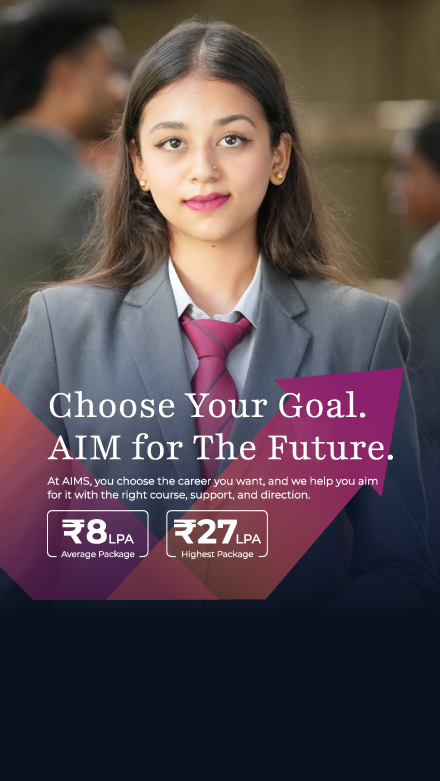 Choose Your Goal.
AIM for The Future.
At AIMS, you choose the career you want, and we help you aim
for it with the right course, support, and direction.
₹8LPA
Average Package
₹27LPA
Highest Package